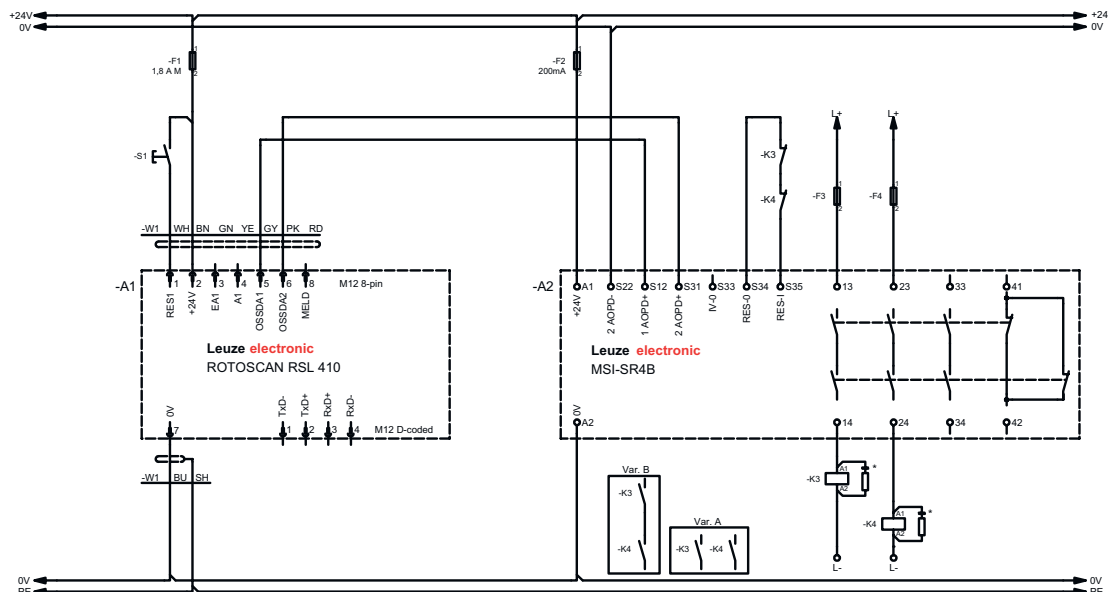 +24V +24
0V 0V
-F1 1 2
1,8 A M
-F2 1 2
200mA
L+ L+
-S1
-K3
-K4
-F3 1 2
-F4 1 2
-W1 WH BN GN YE GY PK RD
-A1
1 2 3 4 5 6 8 M12 8-pin
RES1
+24V
EA1
A1
OSSDA1
OSSDA2
MELD
Leuze electronic
ROTOSCAN RSL 410
0V
TxD-
TxD+
RxD+
RxD-
7 1 2 3 4 M12 D-coded
-W1 BU SH
-A2
A1 S22 S12 S31 S33 S34 S35 13 23 33 41
+24V
2 AOPD-
1 AOPD+
2 AOPD+
IV-0
RES-0
RES-I
Leuze electronic
MSI-SR4B
0V
A2 14 24 34 42
Var. B
-K3
-K4
Var. A
-K3 -K4
-K3 A1 A2 *
-K4 A1 A2 *
L- L-
0V 0V
PE PE